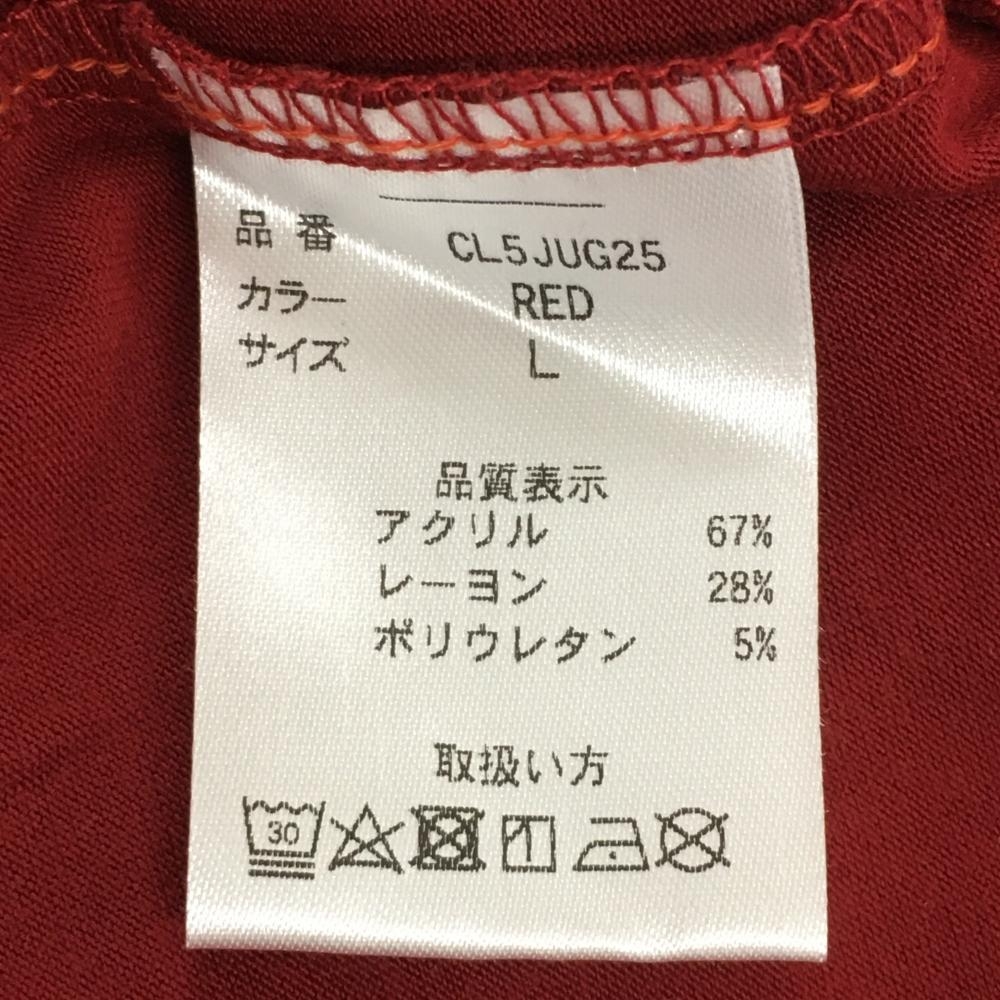 品番 CL5JUG25
カラー RED
サイズ L
品質表示
アクリル 67%
レーヨン 28%
ポリウレタン 5%
取扱い方
30